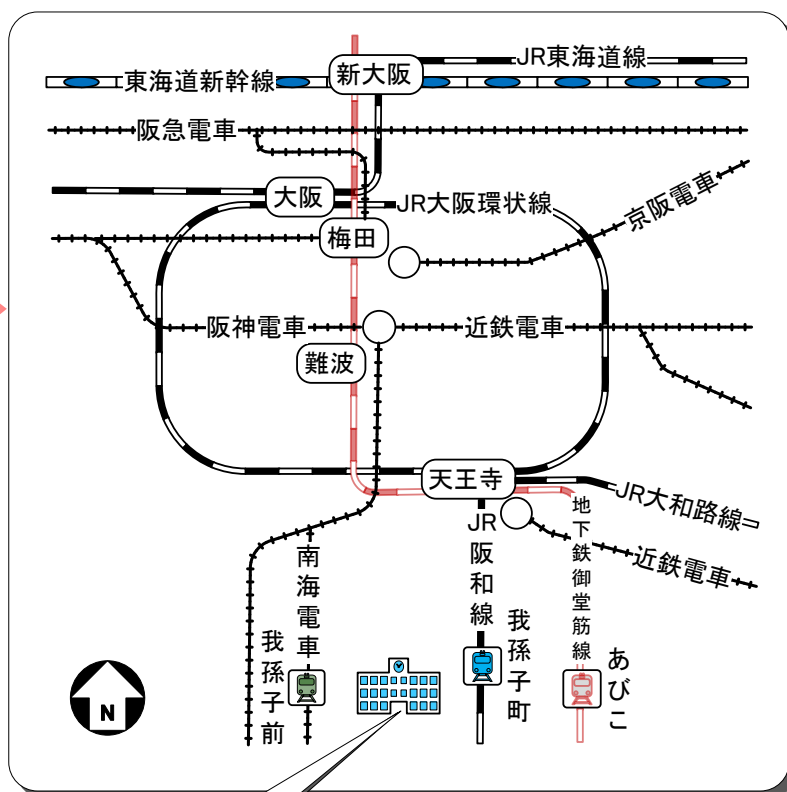 JR東海道線
新大阪
東海道新幹線
阪急電車
大阪
JR大阪環状線
京阪電車
梅田
阪神電車
近鉄電車
難波
天王寺
JR大和路線
地下鉄御堂筋線
JR阪和線
近鉄電車
南海電車
我孫子前
我孫子町
あびこ
N